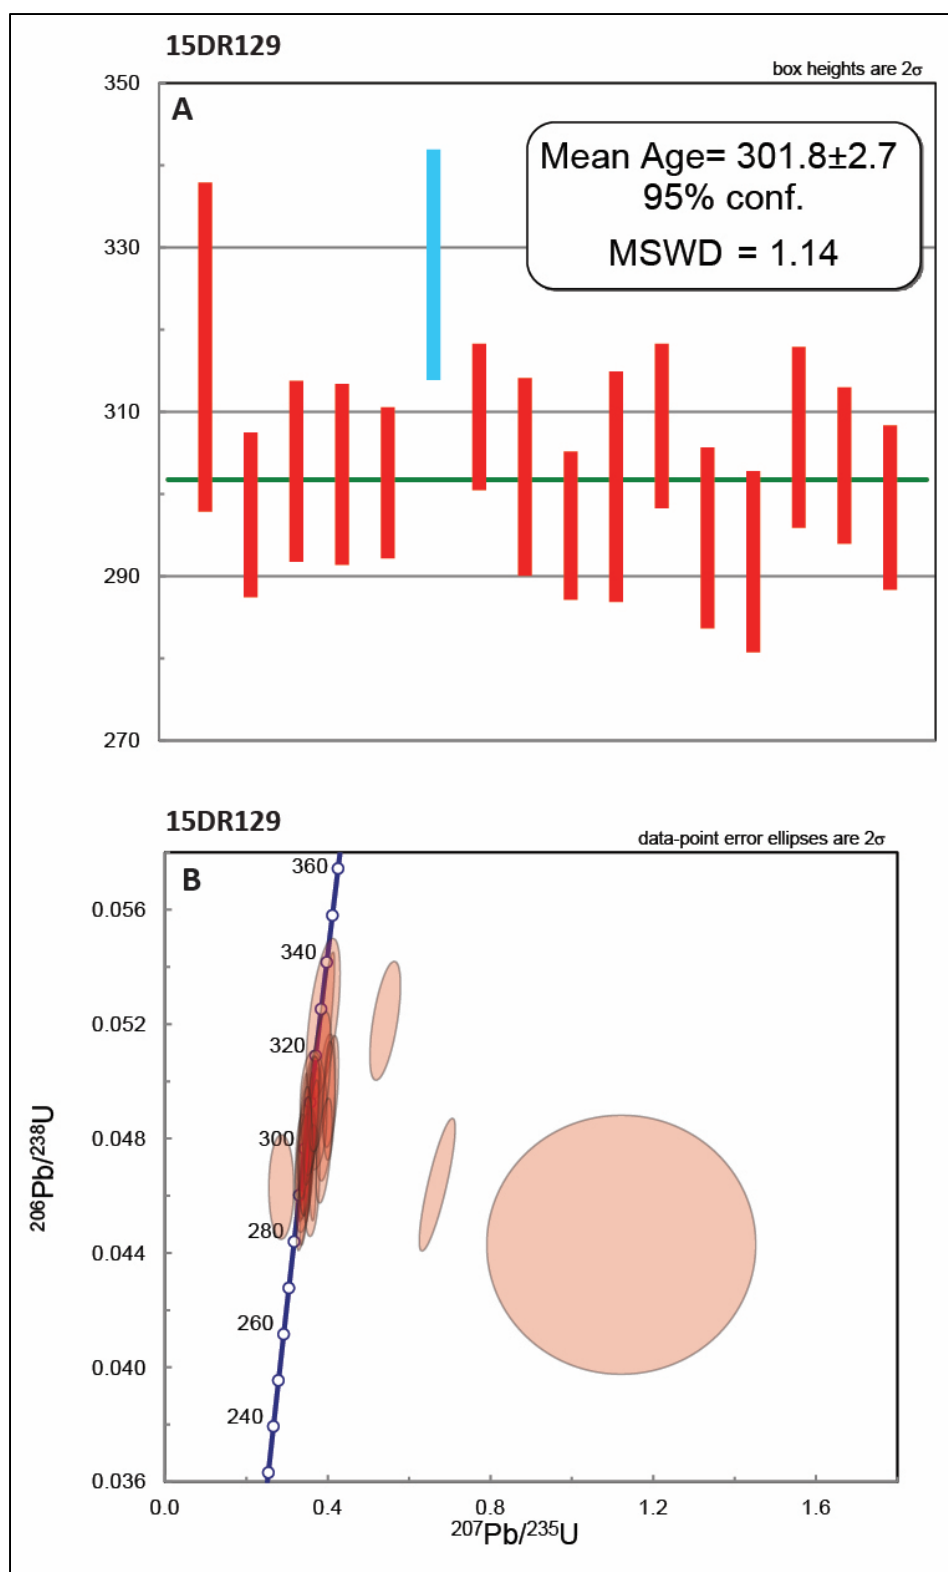 15DR129
box heights are 2σ
A
Mean Age= 301.8±2.7
95% conf.
MSWD = 1.14
350
330
310
290
270
15DR129
data-point error ellipses are 2σ
B
360
340
320
300
280
260
240
0.056
0.052
0.048
0.044
0.040
0.036
206Pb/238U
0.0 0.4 0.8 1.2 1.6
207Pb/235U